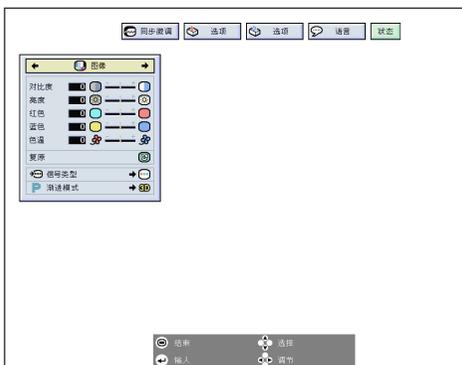 同步微调 选项 选项 语言 状态
图像
对比度 0
亮度 0
红色 0
蓝色 0
色温 0
复原
信号类型
P 渐进模式 3D
结束 选择
输入 调节